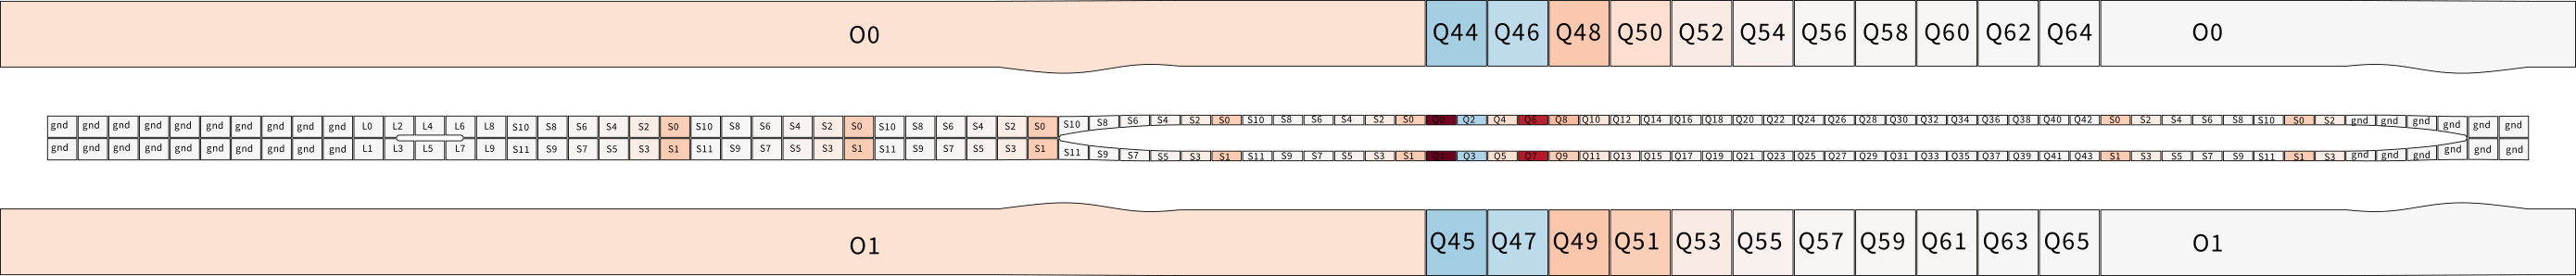 O0 Q44 Q46 Q48 Q50 Q52 Q54 Q56 Q58 Q60 Q62 Q64 O0
gnd gnd gnd gnd gnd gnd gnd gnd gnd gnd L0 L2 L4 L6 L8 S10 S8 S6 S4 S2 S0 S10 S8 S6 S4 S2 S0 S10 S8 S6 S4 S2 S0 S10 S8 S6 S4 S2 S0 S10 S8 S6 S4 S2 S0 Q0 Q2 Q4 Q6 Q8 Q10 Q12 Q14 Q16 Q18 Q20 Q22 Q24 Q26 Q28 Q30 Q32 Q34 Q36 Q38 Q40 Q42 S0 S2 S4 S6 S8 S10 S0 S2 gnd gnd gnd gnd gnd gnd
gnd gnd gnd gnd gnd gnd gnd gnd gnd gnd L1 L3 L5 L7 L9 S11 S9 S7 S5 S3 S1 S11 S9 S7 S5 S3 S1 S11 S9 S7 S5 S3 S1 S11 S9 S7 S5 S3 S1 S11 S9 S7 S5 S3 S1 Q1 Q3 Q5 Q7 Q9 Q11 Q13 Q15 Q17 Q19 Q21 Q23 Q25 Q27 Q29 Q31 Q33 Q35 Q37 Q39 Q41 Q43 S1 S3 S5 S7 S9 S11 S1 S3 gnd gnd gnd gnd gnd gnd
O1 Q45 Q47 Q49 Q51 Q53 Q55 Q57 Q59 Q61 Q63 Q65 O1